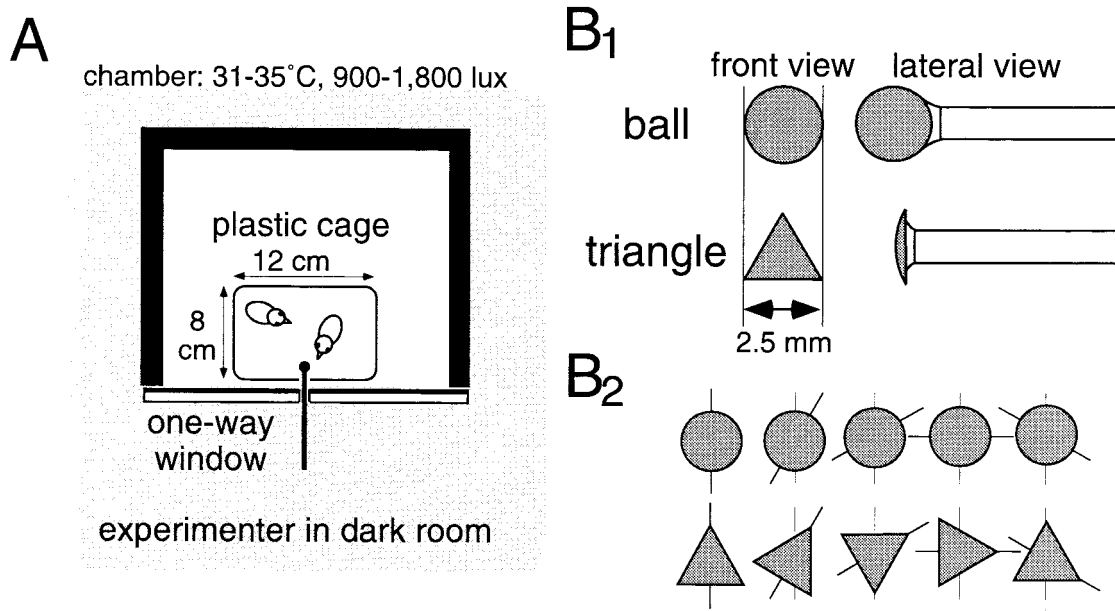 A
chamber: 31-35˚C, 900-1,800 lux
plastic cage
12 cm
8
cm
one-way
window
experimenter in dark room
B1
front view
lateral view
ball
triangle
2.5 mm
B2